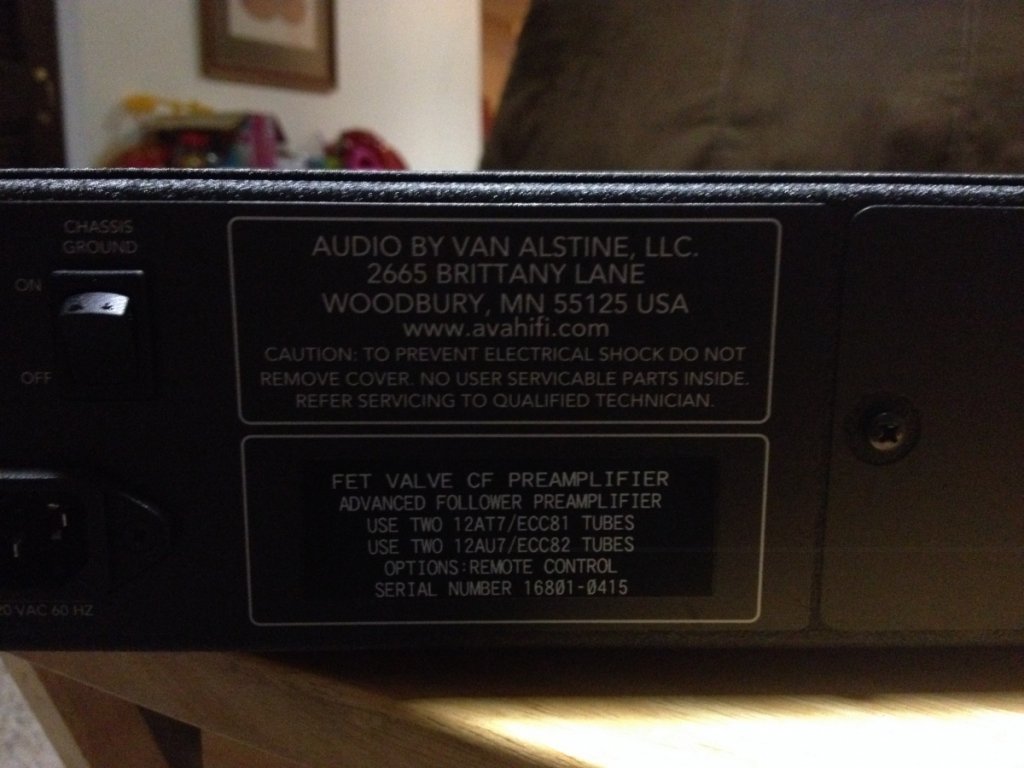 CHASSIS
GROUND
ON
OFF
AUDIO BY VAN ALSTINE, LLC.
2665 BRITTANY LANE
WOODBURY, MN 55125 USA
www.avahifi.com
CAUTION: TO PREVENT ELECTRICAL SHOCK DO NOT
REMOVE COVER. NO USER SERVICABLE PARTS INSIDE.
REFER SERVICING TO QUALIFIED TECHNICIAN.
FET VALVE CF PREAMPLIFIER
ADVANCED FOLLOWER PREAMPLIFIER
USE TWO 12AT7/ECC81 TUBES
USE TWO 12AU7/ECC82 TUBES
OPTIONS:REMOTE CONTROL
SERIAL NUMBER 16801-0415
20 VAC 60 HZ